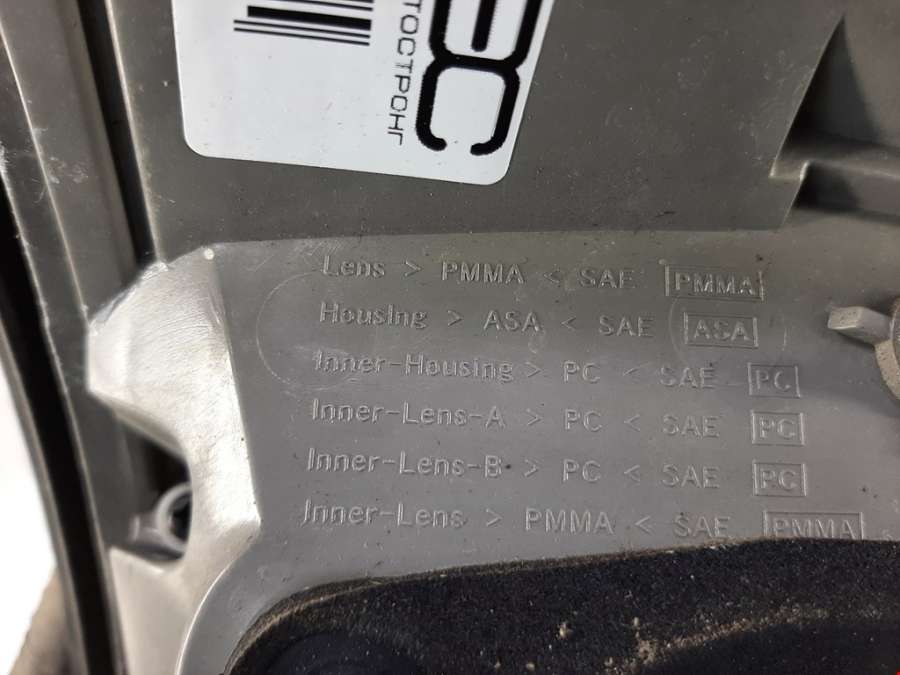 ТОСТРОНГ
Lens > PMMA < SAE PMMA
Housing > ASA < SAE ASA
Inner-Housing > PC < SAE PC
Inner-Lens-A > PC < SAE PC
Inner-Lens-B > PC < SAE PC
Inner-Lens > PMMA < SAE PMMA